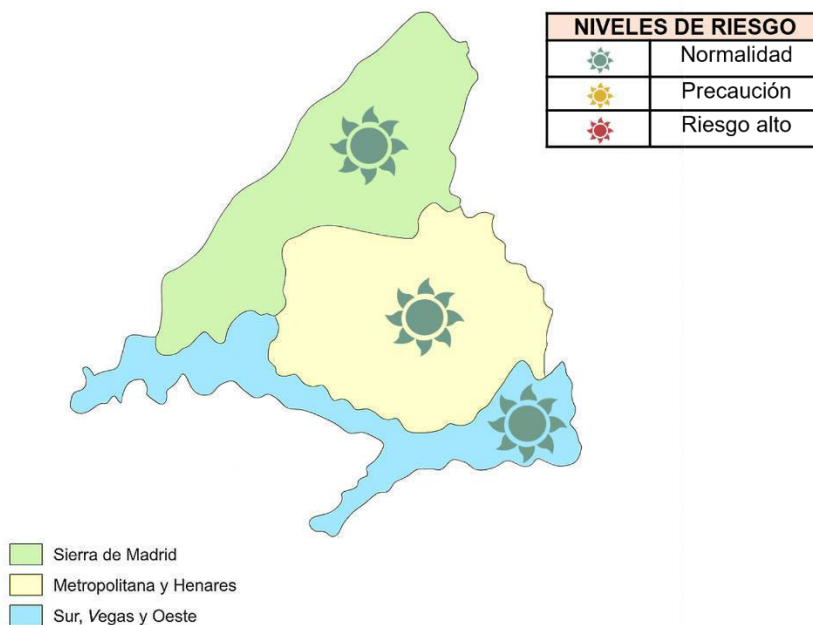 NIVELES DE RIESGO
Normalidad
Precaución
Riesgo alto
Sierra de Madrid
Metropolitana y Henares
Sur, Vegas y Oeste